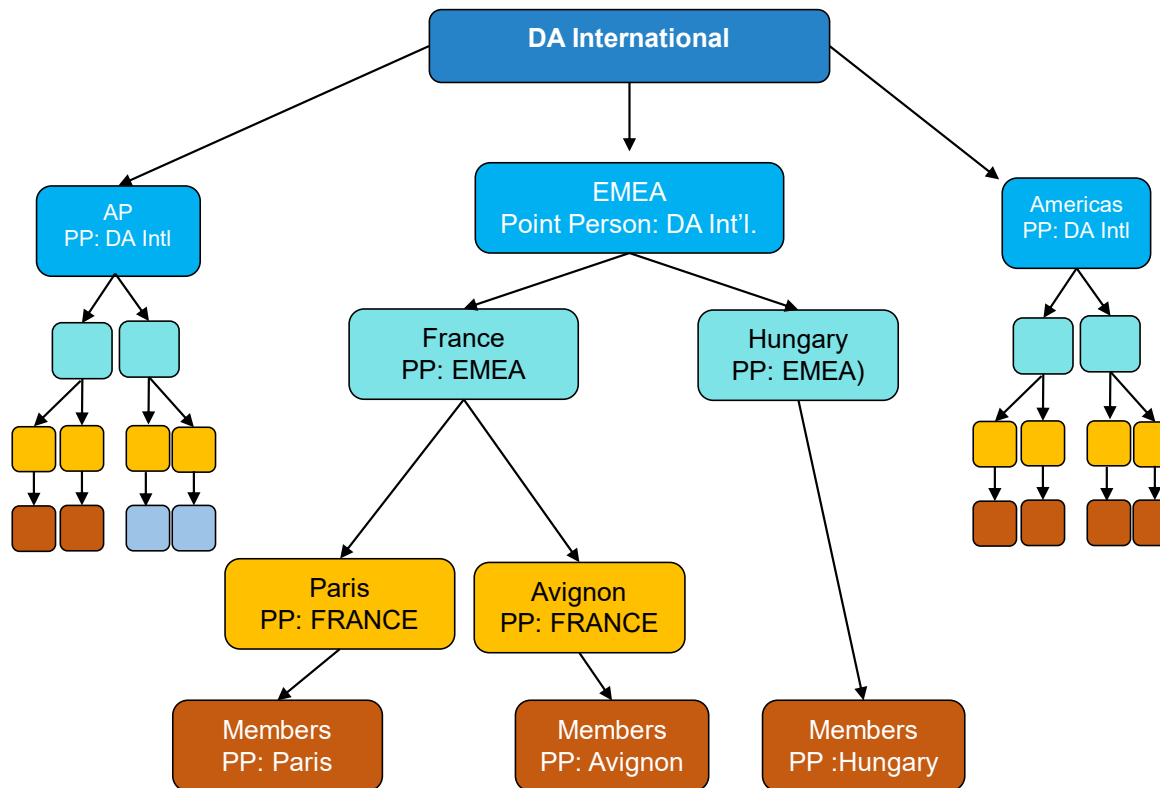 DA International
EMEA
Point Person: DA Int’l.
AP
PP: DA Intl
Americas
PP: DA Intl
France
PP: EMEA
Hungary
PP: EMEA)
Paris
PP: FRANCE
Avignon
PP: FRANCE
Members
PP: Paris
Members
PP: Avignon
Members
PP :Hungary